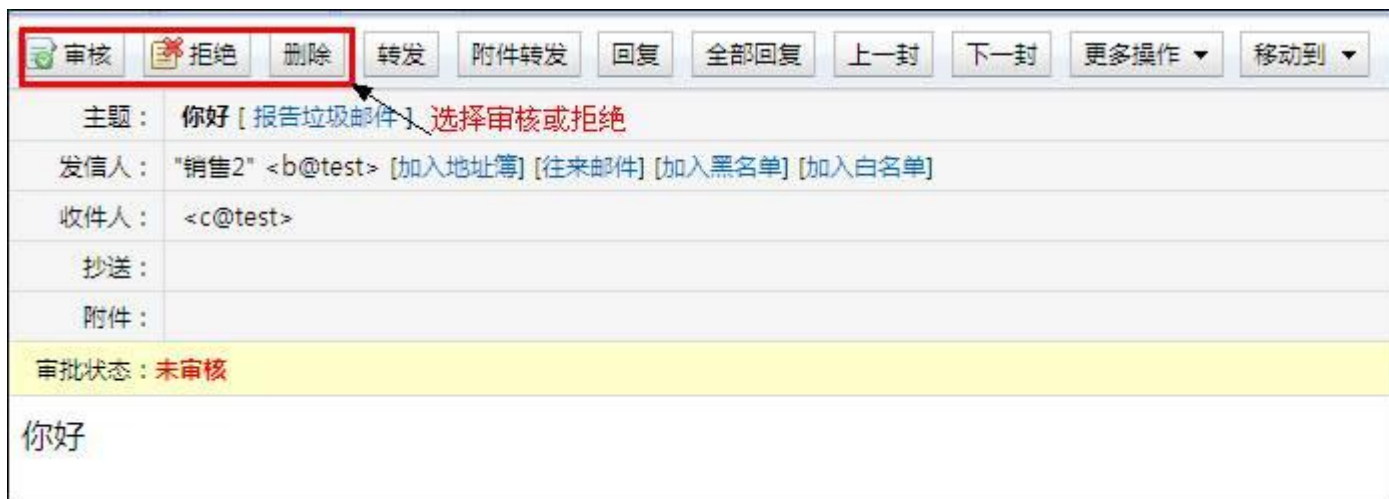 审核 拒绝 删除 转发 附件转发 回复 全部回复 上一封 下一封 更多操作 ▼ 移动到 ▼
主题： 你好 [ 报告垃圾邮件 ] 选择审核或拒绝
发信人： "销售2" <b@test> [加入地址簿] [往来邮件] [加入黑名单] [加入白名单]
收件人： <c@test>
抄送：
附件：
审批状态：未审核
你好